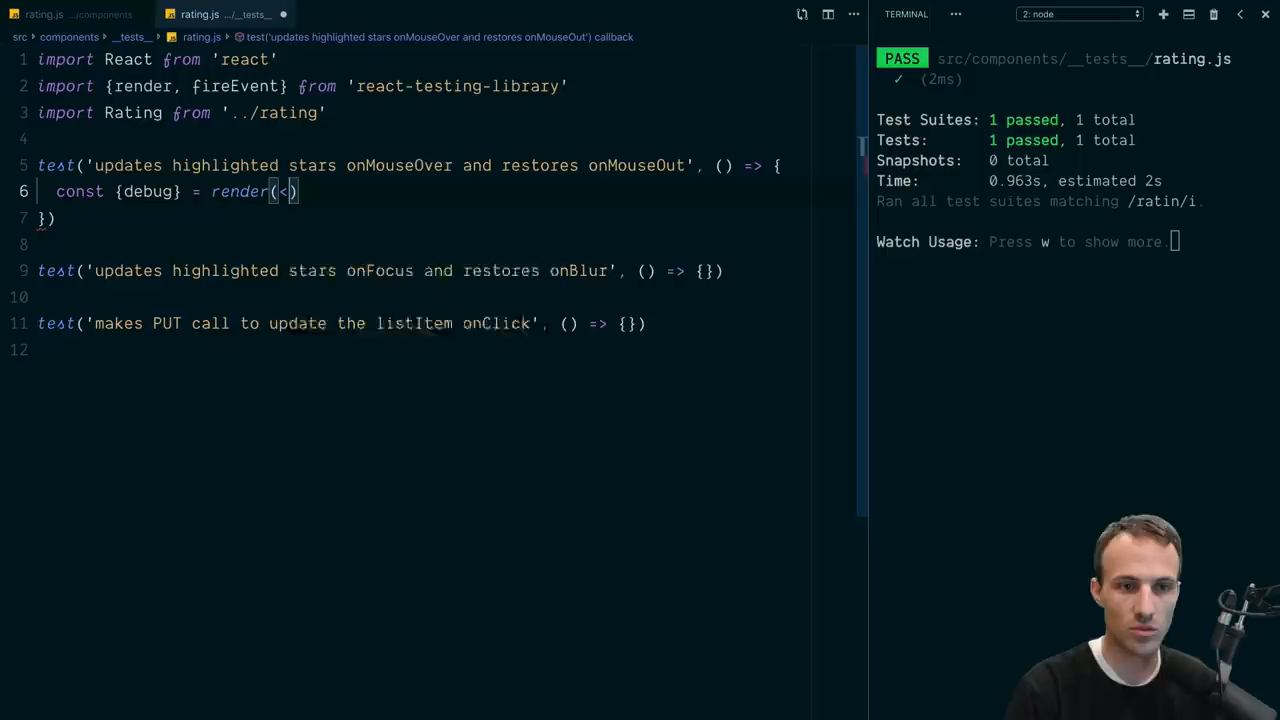 rating.js .../components
rating.js .../__tests__
src > components > __tests__ > rating.js > test('updates highlighted stars onMouseOver and restores onMouseOut') callback
1 import React from 'react'
2 import {render, fireEvent} from 'react-testing-library'
3 import Rating from '../rating'
4
5 test('updates highlighted stars onMouseOver and restores onMouseOut', () => {
6 const {debug} = render(<)
7 })
8
9 test('updates highlighted stars onFocus and restores onBlur', () => {})
10
11 test('makes PUT call to update the listItem onClick', () => {})
12
TERMINAL ... 2: node
PASS src/components/__tests__/rating.js
✓ (2ms)
Test Suites: 1 passed, 1 total
Tests: 1 passed, 1 total
Snapshots: 0 total
Time: 0.963s, estimated 2s
Ran all test suites matching /ratin/i.
Watch Usage: Press w to show more.